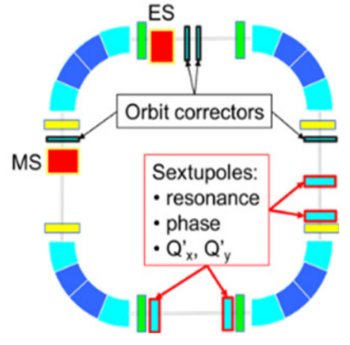 ES
Orbit correctors
MS
Sextupoles:
• resonance
• phase
• Q'x, Q'y